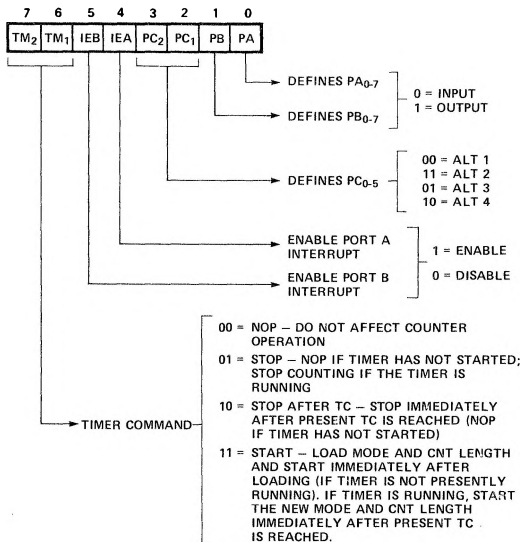 7 6 5 4 3 2 1 0
TM2 TM1 IEB IEA PC2 PC1 PB PA
DEFINES PA0-7
0 = INPUT
1 = OUTPUT
DEFINES PB0-7
DEFINES PC0-5
00 = ALT 1
11 = ALT 2
01 = ALT 3
10 = ALT 4
ENABLE PORT A
INTERRUPT
1 = ENABLE
0 = DISABLE
ENABLE PORT B
INTERRUPT
TIMER COMMAND
00 = NOP – DO NOT AFFECT COUNTER
OPERATION
01 = STOP – NOP IF TIMER HAS NOT STARTED;
STOP COUNTING IF THE TIMER IS
RUNNING
10 = STOP AFTER TC – STOP IMMEDIATELY
AFTER PRESENT TC IS REACHED (NOP
IF TIMER HAS NOT STARTED)
11 = START – LOAD MODE AND CNT LENGTH
AND START IMMEDIATELY AFTER
LOADING (IF TIMER IS NOT PRESENTLY
RUNNING). IF TIMER IS RUNNING, START
THE NEW MODE AND CNT LENGTH
IMMEDIATELY AFTER PRESENT TC
IS REACHED.